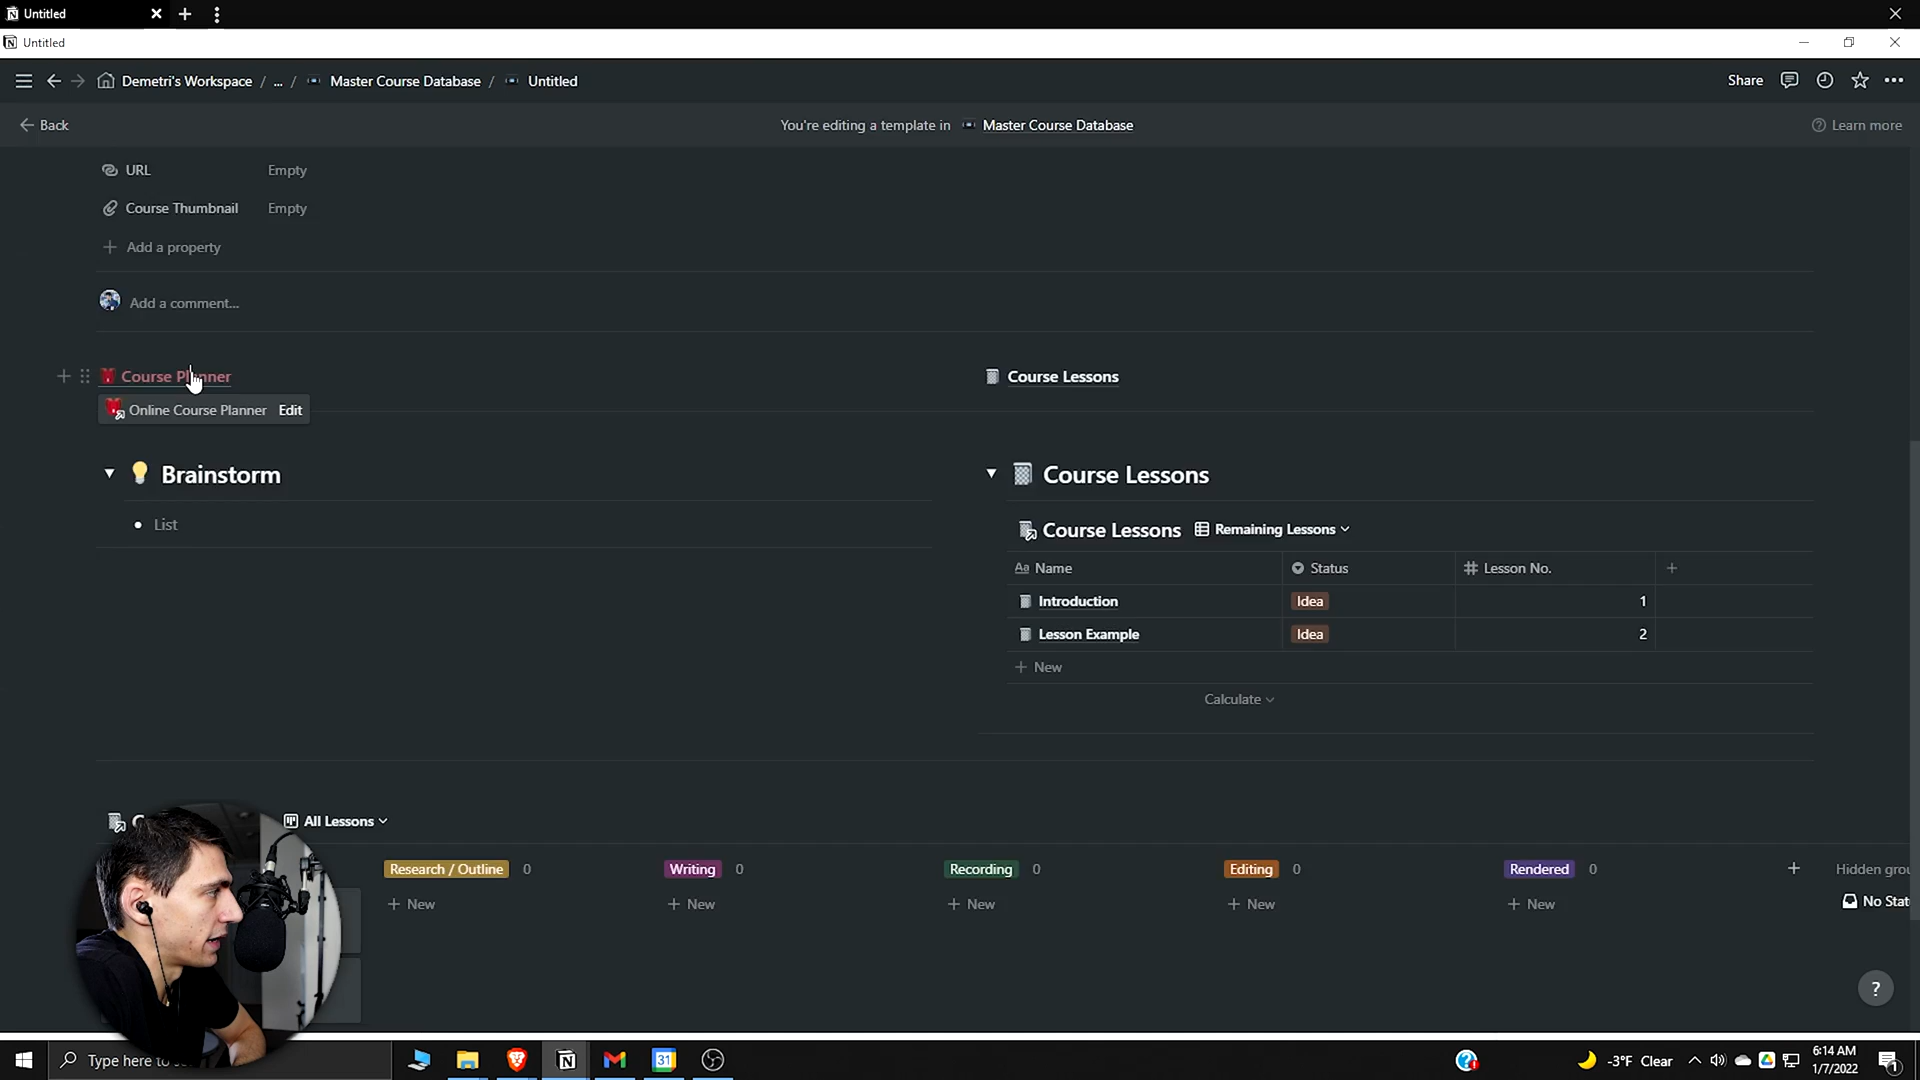 Untitled
Untitled
Demetri's Workspace / ... / Master Course Database / Untitled
Share
Back
You're editing a template in Master Course Database
Learn more
URL Empty
Course Thumbnail Empty
Add a property
Add a comment...
Course Planner
Course Lessons
Online Course Planner Edit
Brainstorm
Course Lessons
• List
Course Lessons Remaining Lessons
Aa Name Status # Lesson No. +
Introduction Idea 1
Lesson Example Idea 2
+ New
Calculate
All Lessons
Research / Outline 0 Writing 0 Recording 0 Editing 0 Rendered 0 + Hidden
+ New + New + New + New + New No
?
Type here to
31
-3°F Clear
6:14 AM
1/7/2022
1